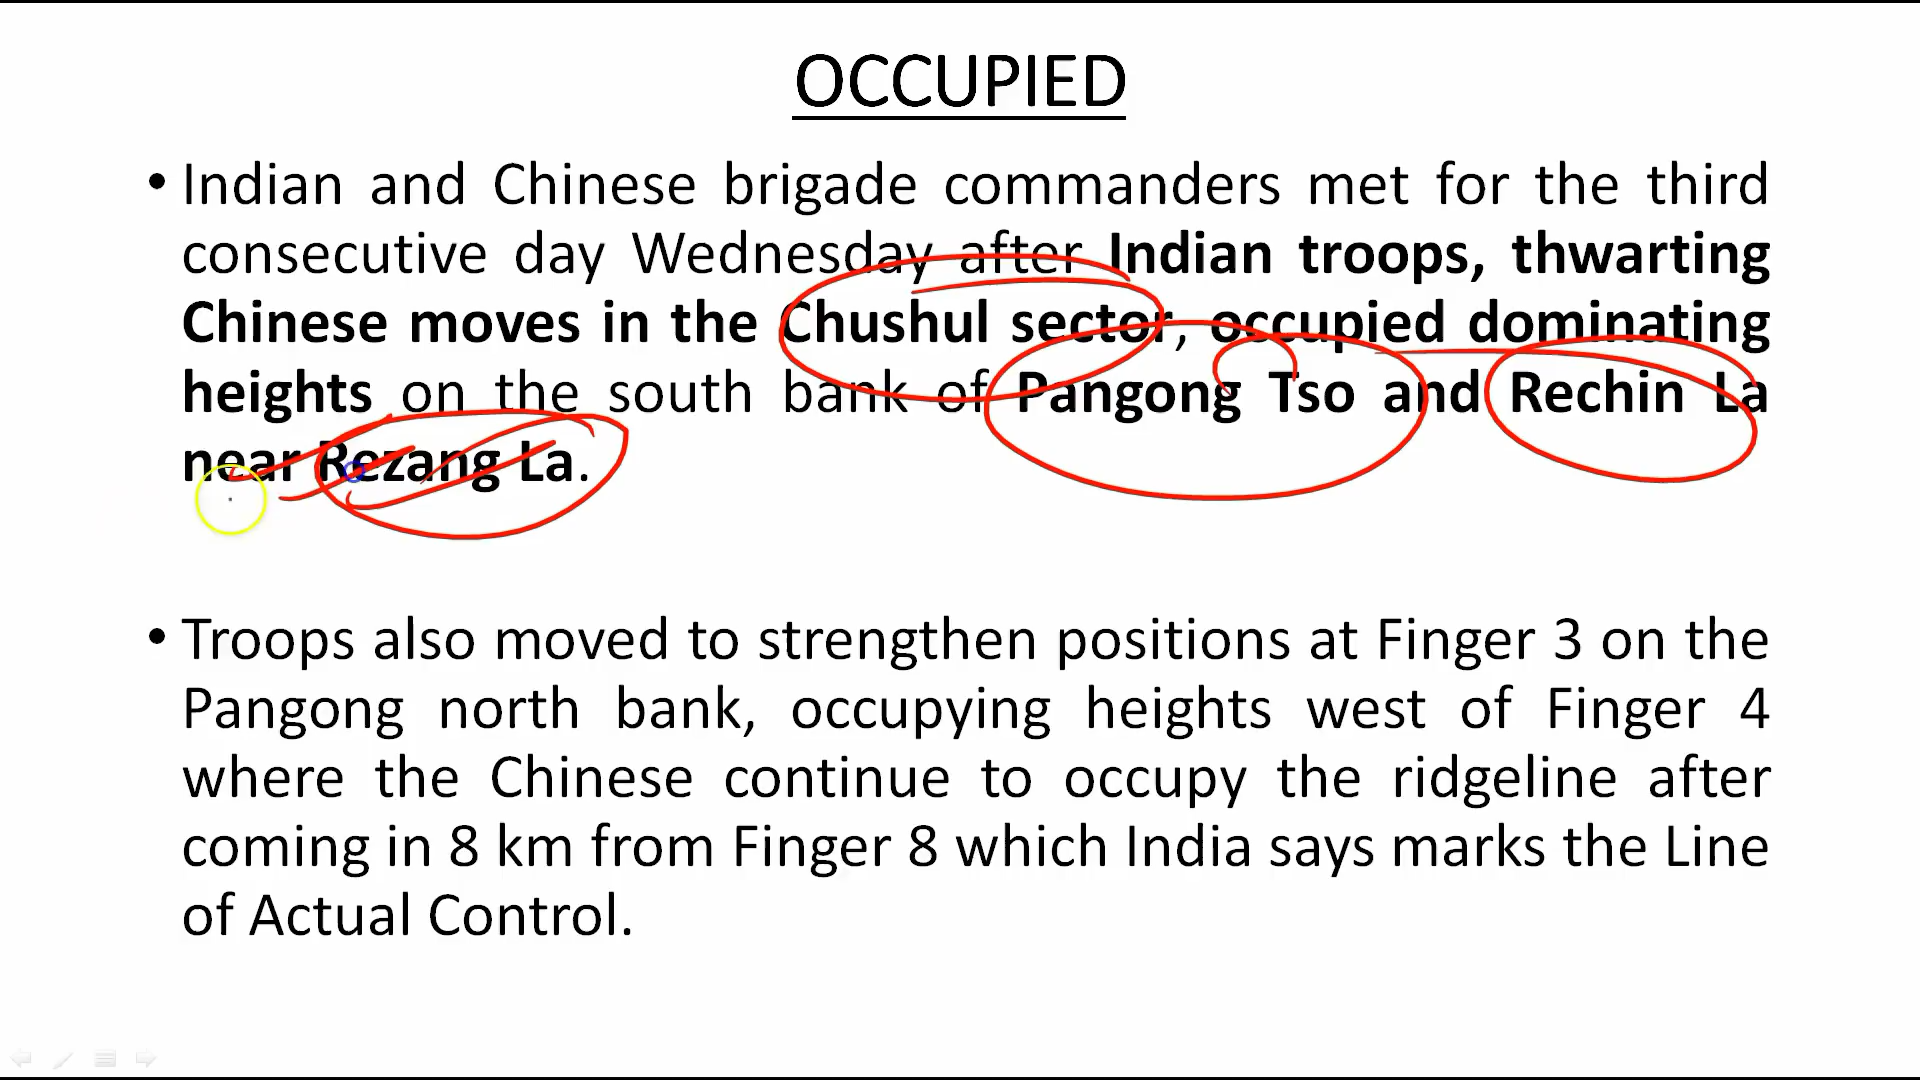 OCCUPIED
• Indian and Chinese brigade commanders met for the third
consecutive day Wednesday after Indian troops, thwarting
Chinese moves in the Chushul sector, occupied dominating
heights on the south bank of Pangong Tso and Rechin La
near Rezang La.
• Troops also moved to strengthen positions at Finger 3 on the
Pangong north bank, occupying heights west of Finger 4
where the Chinese continue to occupy the ridgeline after
coming in 8 km from Finger 8 which India says marks the Line
of Actual Control.